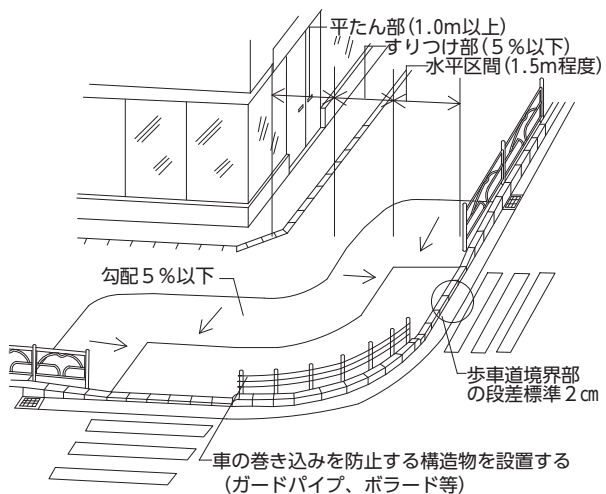 平たん部(1.0m以上)
すりつけ部(5%以下)
水平区間(1.5m程度)
勾配5%以下
歩車道境界部
の段差標準2㎝
車の巻き込みを防止する構造物を設置する
(ガードパイプ、ボラード等)